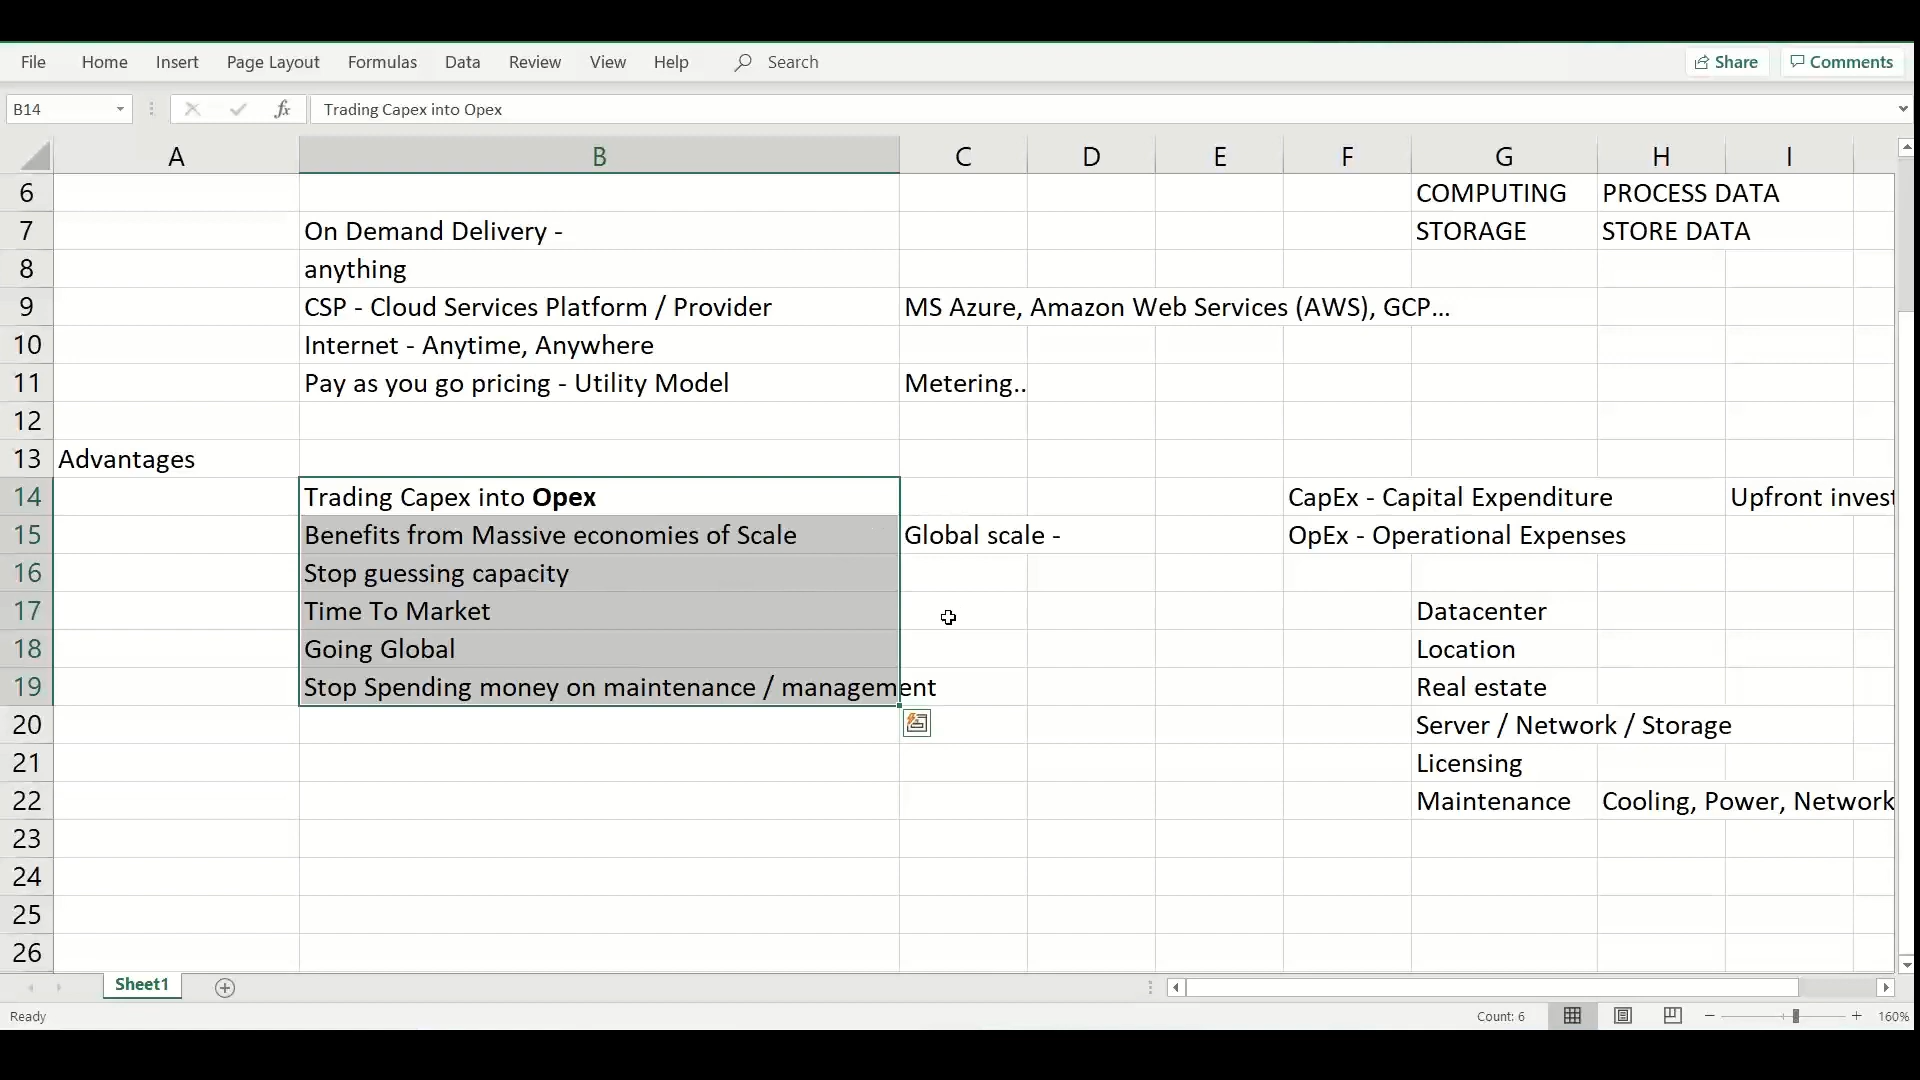 File Home Insert Page Layout Formulas Data Review View Help Search Share Comments
B14 fx Trading Capex into Opex
A B C D E F G H I
6 COMPUTING PROCESS DATA
7 On Demand Delivery - STORAGE STORE DATA
8 anything
9 CSP - Cloud Services Platform / Provider MS Azure, Amazon Web Services (AWS), GCP...
10 Internet - Anytime, Anywhere
11 Pay as you go pricing - Utility Model Metering..
12
13 Advantages
14 Trading Capex into Opex CapEx - Capital Expenditure Upfront invest
15 Benefits from Massive economies of Scale Global scale - OpEx - Operational Expenses
16 Stop guessing capacity
17 Time To Market Datacenter
18 Going Global Location
19 Stop Spending money on maintenance / management Real estate
20 Server / Network / Storage
21 Licensing
22 Maintenance Cooling, Power, Network
23
24
25
26
Sheet1
Ready Count: 6 160%